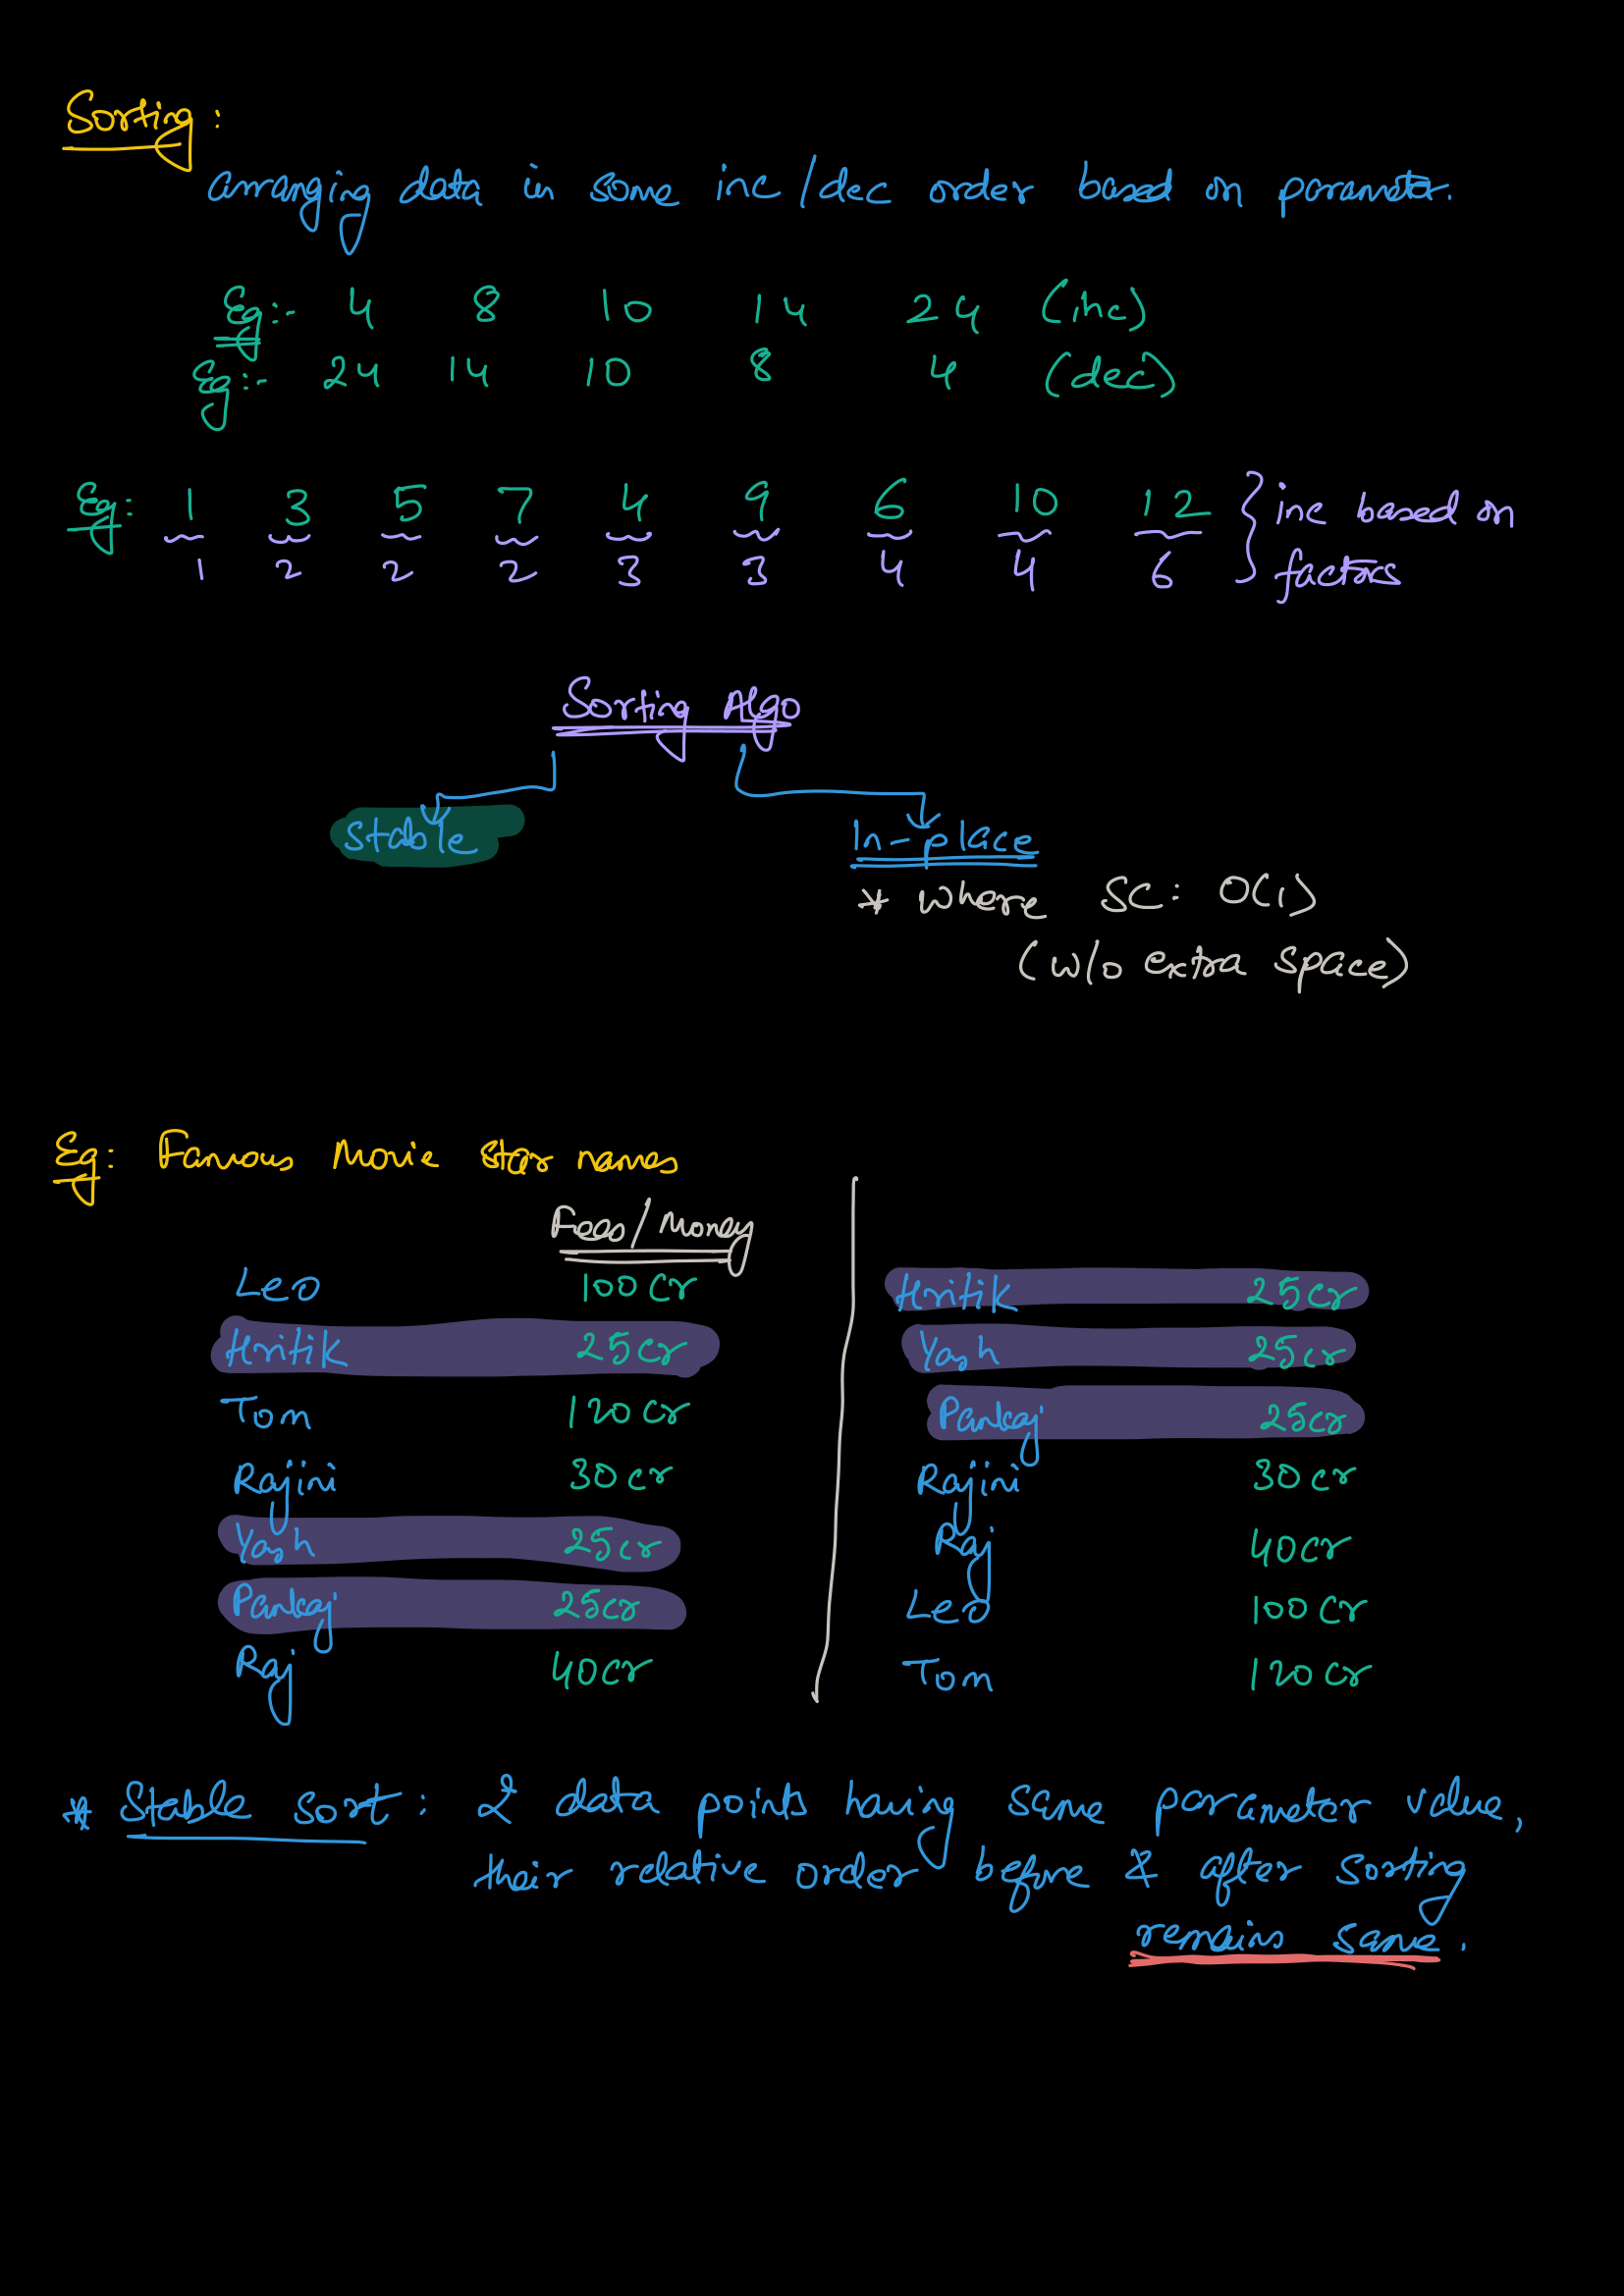 Sorting :
arranging data in some inc/dec order based on parameter.
Eg:- 4 8 10 14 24 (inc)
Eg:- 24 14 10 8 4 (dec)
Eg: 1 3 5 7 4 9 6 10 12 } inc based on
1 2 2 2 3 3 4 4 6 factors
Sorting Algo
Stable In-place
* where SC: O(1)
(w/o extra space)
Eg: Famous Movie Star names
Fees/Money
Leo 100 cr Hritik 25 cr
Hritik 25 cr Yash 25 cr
Tom 120 cr Pankaj 25 cr
Rajini 30 cr Rajini 30 cr
Yash 25 cr Raj 40 cr
Pankaj 25 cr Leo 100 cr
Raj 40 cr Tom 120 cr
* Stable sort : 2 data points having same parameter value,
their relative order before & after sorting
remains same.